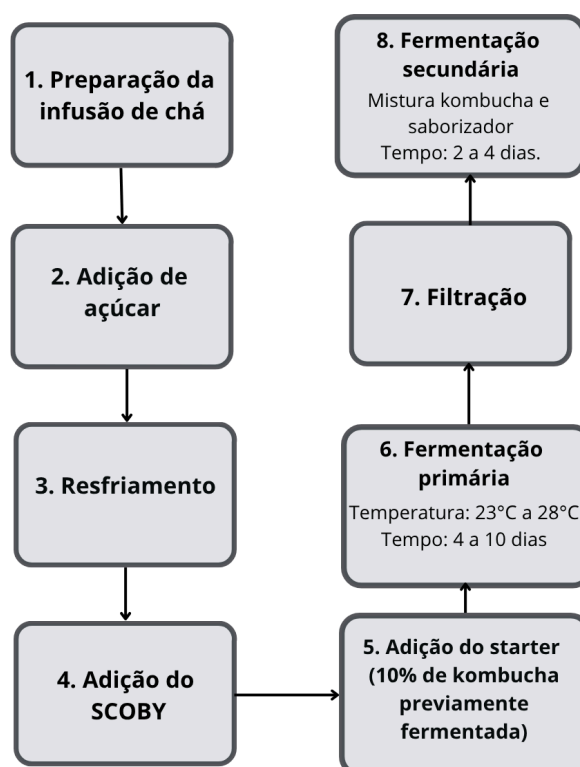 1. Preparação da
infusão de chá
2. Adição de
açúcar
3. Resfriamento
4. Adição do
SCOBY
5. Adição do starter
(10% de kombucha
previamente
fermentada)
6. Fermentação
primária
Temperatura: 23°C a 28°C
Tempo: 4 a 10 dias
7. Filtração
8. Fermentação
secundária
Mistura kombucha e
saborizador
Tempo: 2 a 4 dias.